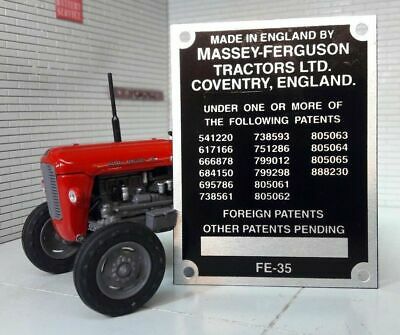 MADE IN ENGLAND BY
MASSEY-FERGUSON
TRACTORS LTD.
COVENTRY, ENGLAND.
UNDER ONE OR MORE OF
THE FOLLOWING PATENTS
541220 738593 805063
617166 751286 805064
666878 799012 805065
684150 799298 888230
695786 805061
738561 805062
FOREIGN PATENTS
OTHER PATENTS PENDING
FE-35